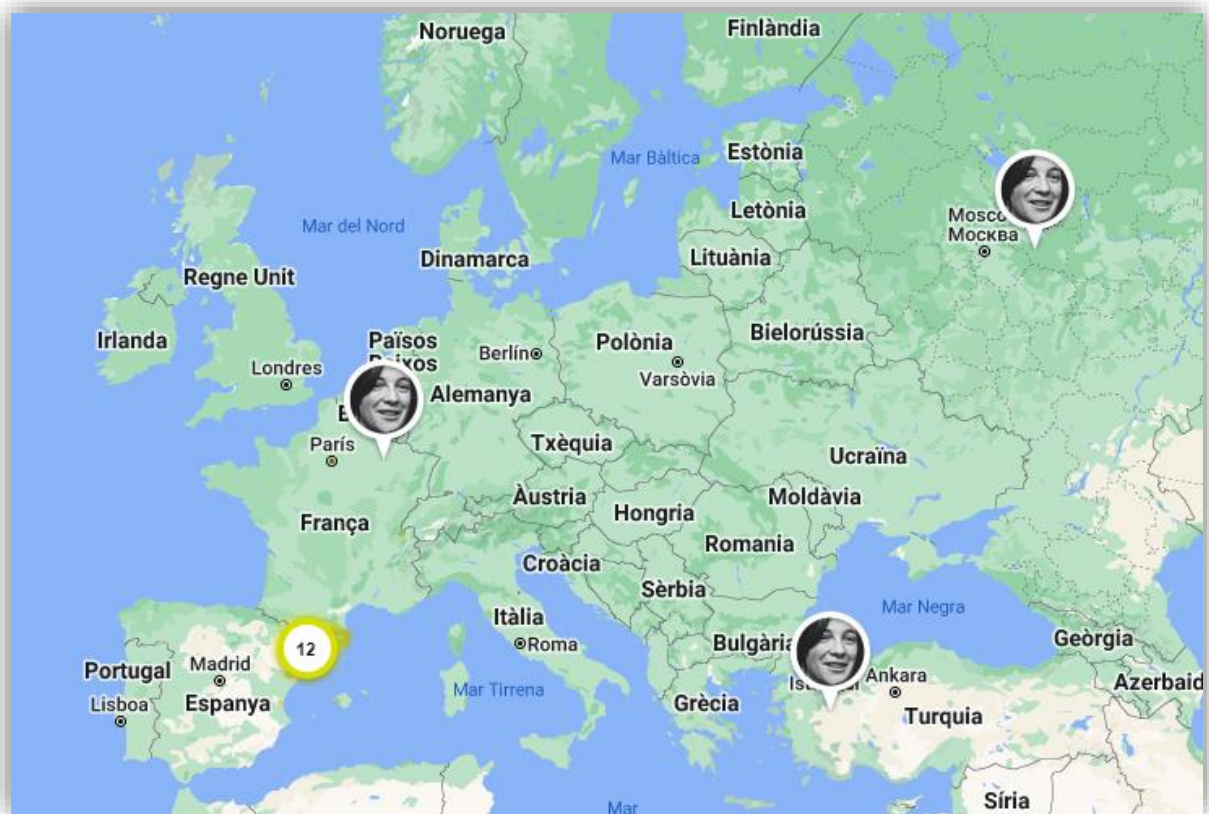 Noruega
Finlàndia
Mar Bàltica
Estònia
Letònia
Mar del Nord
Dinamarca
Lituània
Москва
Regne Unit
Irlanda
Països
Bielorússia
Polònia
Berlín
Londres
Varsòvia
Alemanya
París
Txèquia
Ucraïna
Àustria
Moldàvia
França
Hongria
Romania
Croàcia
Sèrbia
Itàlia
Mar Negra
Roma
Bulgària
Geòrgia
12
Portugal
Madrid
Ankara
Azerbaid
Mar Tirrena
Lisboa
Espanya
Grècia
Turquia
Síria
Mar